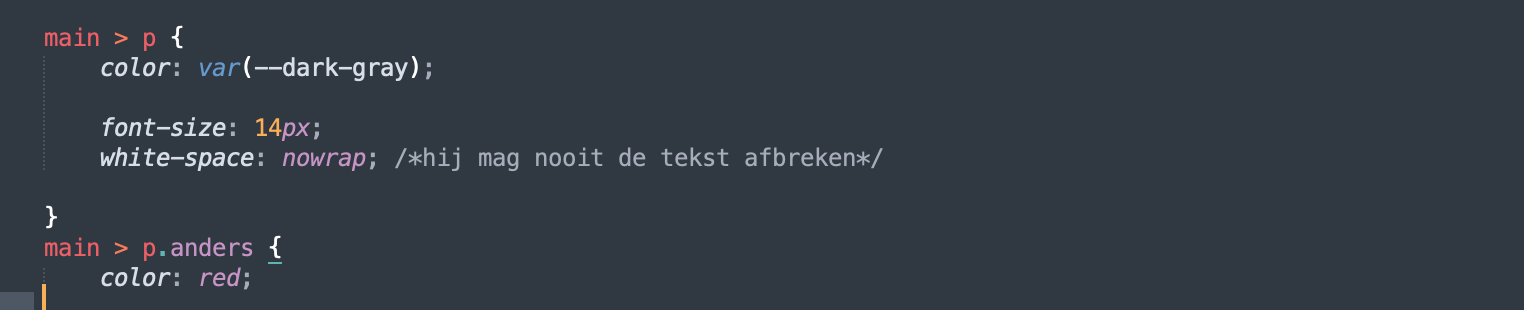 main > p {
color: var(--dark-gray);
font-size: 14px;
white-space: nowrap; /*hij mag nooit de tekst afbreken*/
}
main > p.anders {
color: red;